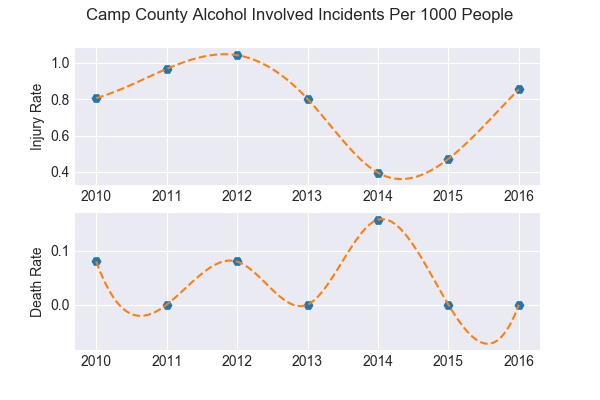 Camp County Alcohol Involved Incidents Per 1000 People
Injury Rate
1.0
0.8
0.6
0.4
2010 2011 2012 2013 2014 2015 2016
Death Rate
0.1
0.0
2010 2011 2012 2013 2014 2015 2016